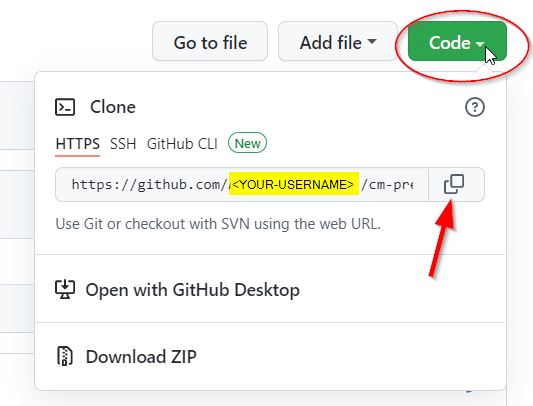 Go to file Add file Code
Clone
HTTPS SSH GitHub CLI New
https://github.com/<YOUR-USERNAME>/cm-pre
Use Git or checkout with SVN using the web URL.
Open with GitHub Desktop
Download ZIP